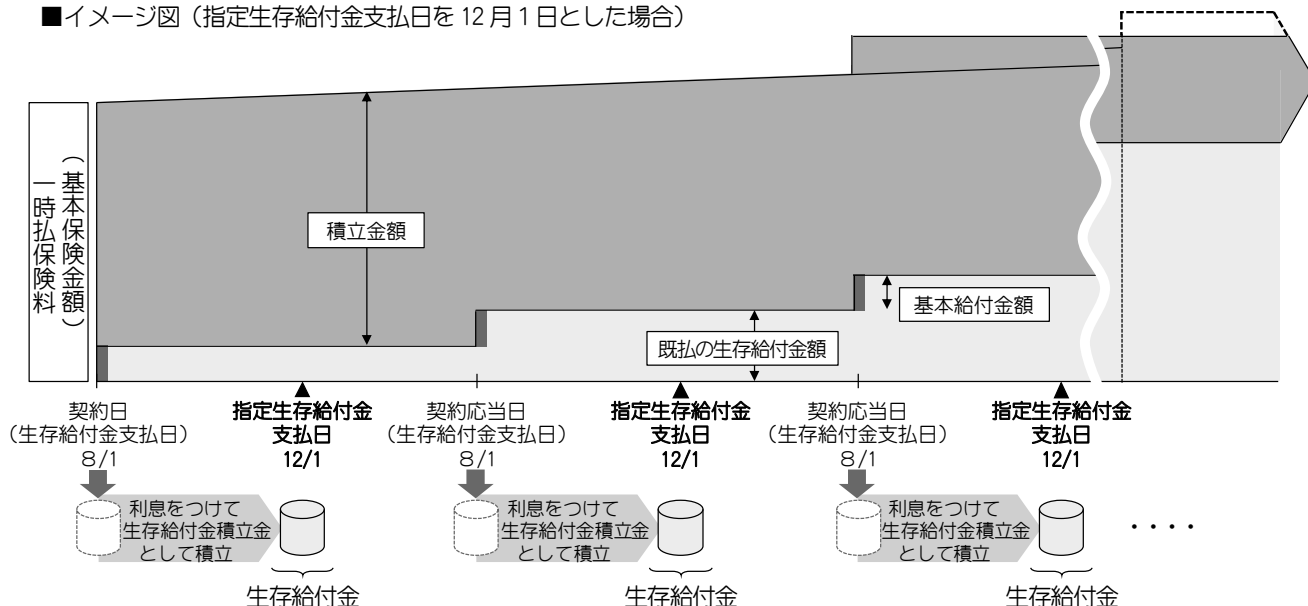 ■イメージ図（指定生存給付金支払日を 12 月 1 日とした場合）
一時払保険料
（基本保険金額）
積立金額
基本給付金額
既払の生存給付金額
契約日
（生存給付金支払日）
8/1
指定生存給付金
支払日
12/1
契約応当日
（生存給付金支払日）
8/1
指定生存給付金
支払日
12/1
契約応当日
（生存給付金支払日）
8/1
指定生存給付金
支払日
12/1
利息をつけて
生存給付金積立金
として積立
利息をつけて
生存給付金積立金
として積立
利息をつけて
生存給付金積立金
として積立
・・・・
生存給付金
生存給付金
生存給付金